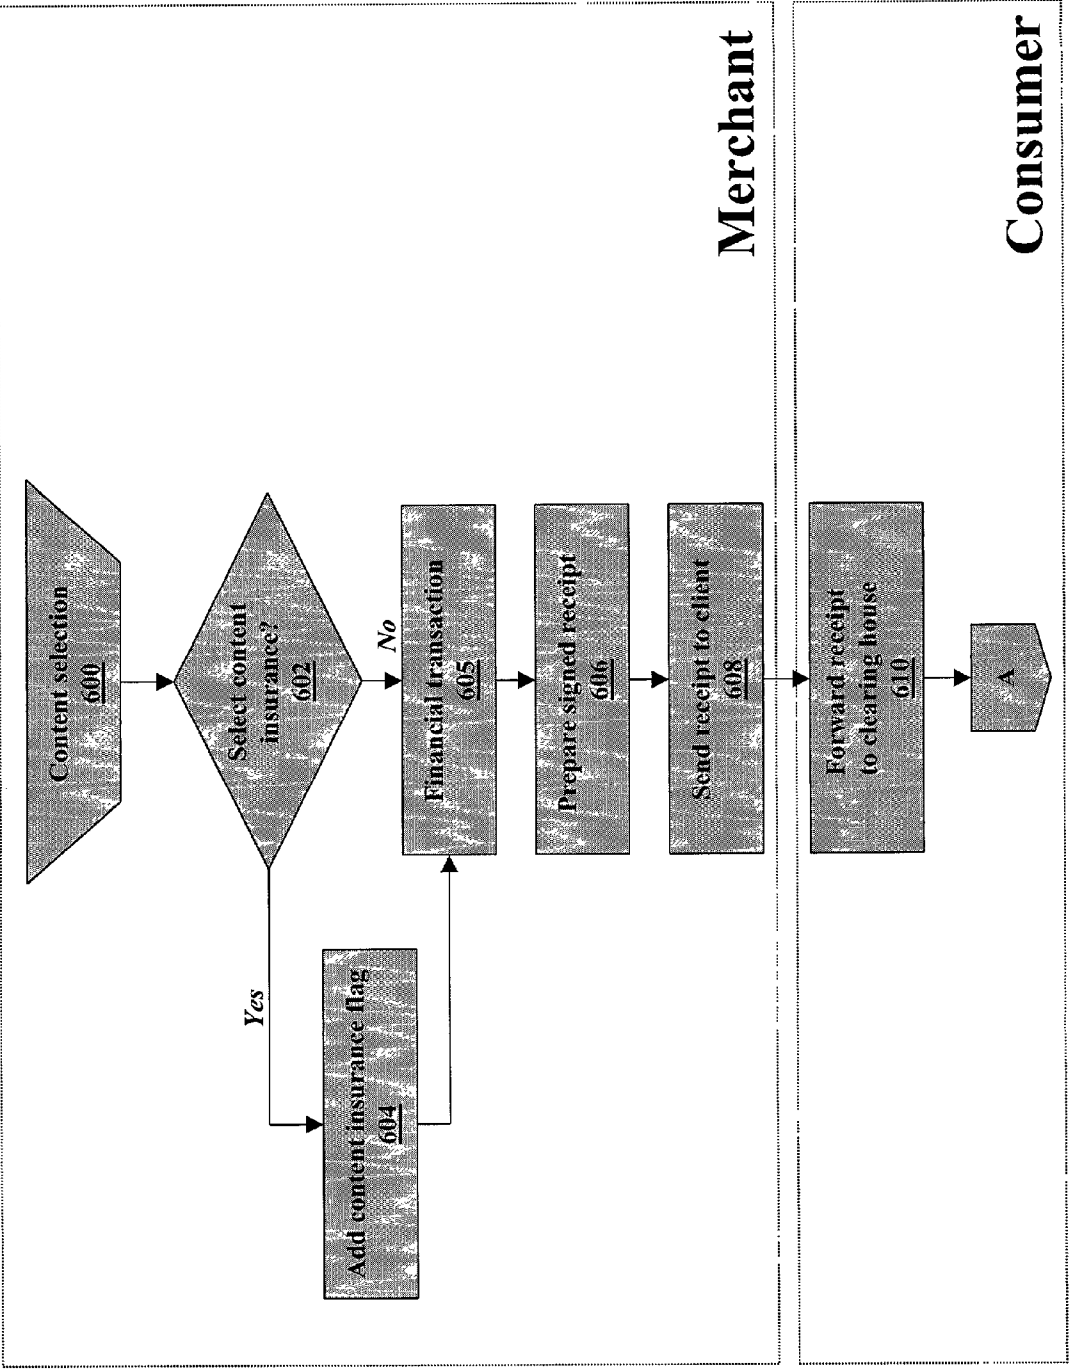 Content selection
600
Select content
insurance?
602
Yes
No
Add content insurance flag
604
Financial transaction
605
Prepare signed receipt
606
Send receipt to client
608
Merchant
Forward receipt
to clearing house
610
A
Consumer